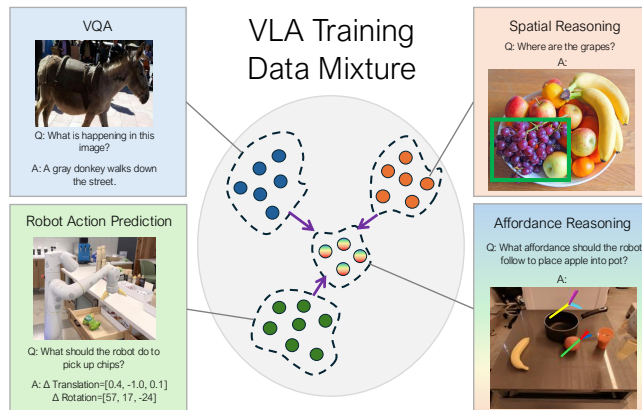 VLA Training
Data Mixture
VQA
Q: What is happening in this
image?
A: A gray donkey walks down
the street.
Spatial Reasoning
Q: Where are the grapes?
A:
Robot Action Prediction
Q: What should the robot do to
pick up chips?
A: Δ Translation=[0.4, -1.0, 0.1]
Δ Rotation=[57, 17, -24]
Affordance Reasoning
Q: What affordance should the robot
follow to place apple into pot?
A: